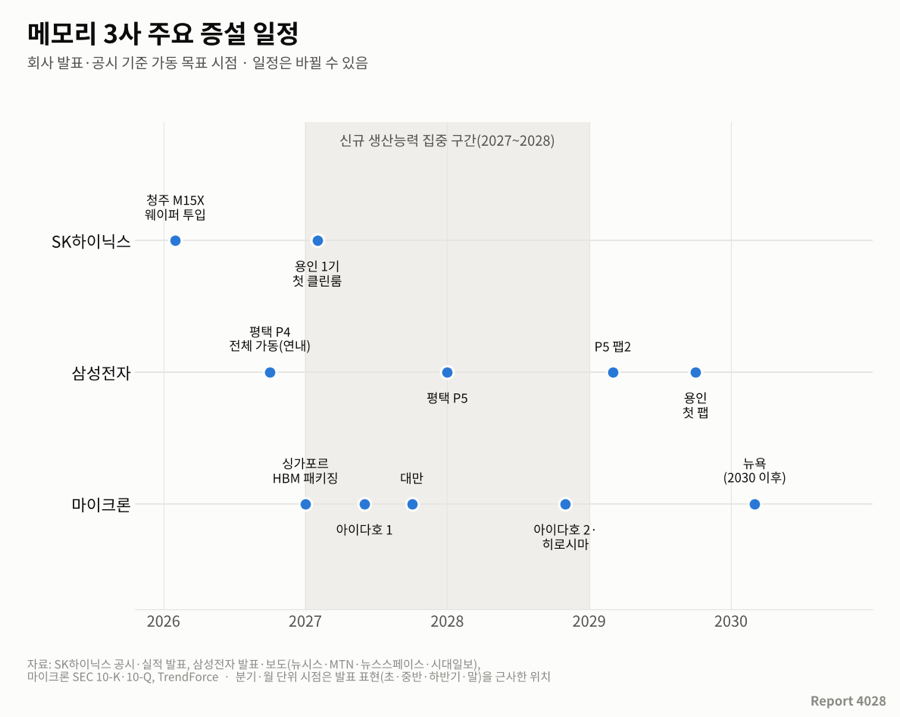 메모리 3사 주요 증설 일정
회사 발표·공시 기준 가동 목표 시점 · 일정은 바뀔 수 있음
신규 생산능력 집중 구간(2027~2028)
청주 M15X
웨이퍼 투입
SK하이닉스
용인 1기
첫 클린룸
평택 P4
전체 가동(연내)
P5 팹2
삼성전자
평택 P5
용인
첫 팹
싱가포르
HBM 패키징
대만
뉴욕
(2030 이후)
마이크론
아이다호 1
아이다호 2·
히로시마
2026
2027
2028
2029
2030
자료: SK하이닉스 공시·실적 발표, 삼성전자 발표·보도(뉴시스·MTN·뉴스스페이스·시대일보),
마이크론 SEC 10-K·10-Q, TrendForce · 분기·월 단위 시점은 발표 표현(초·중반·하반기·말)을 근사한 위치
Report 4028